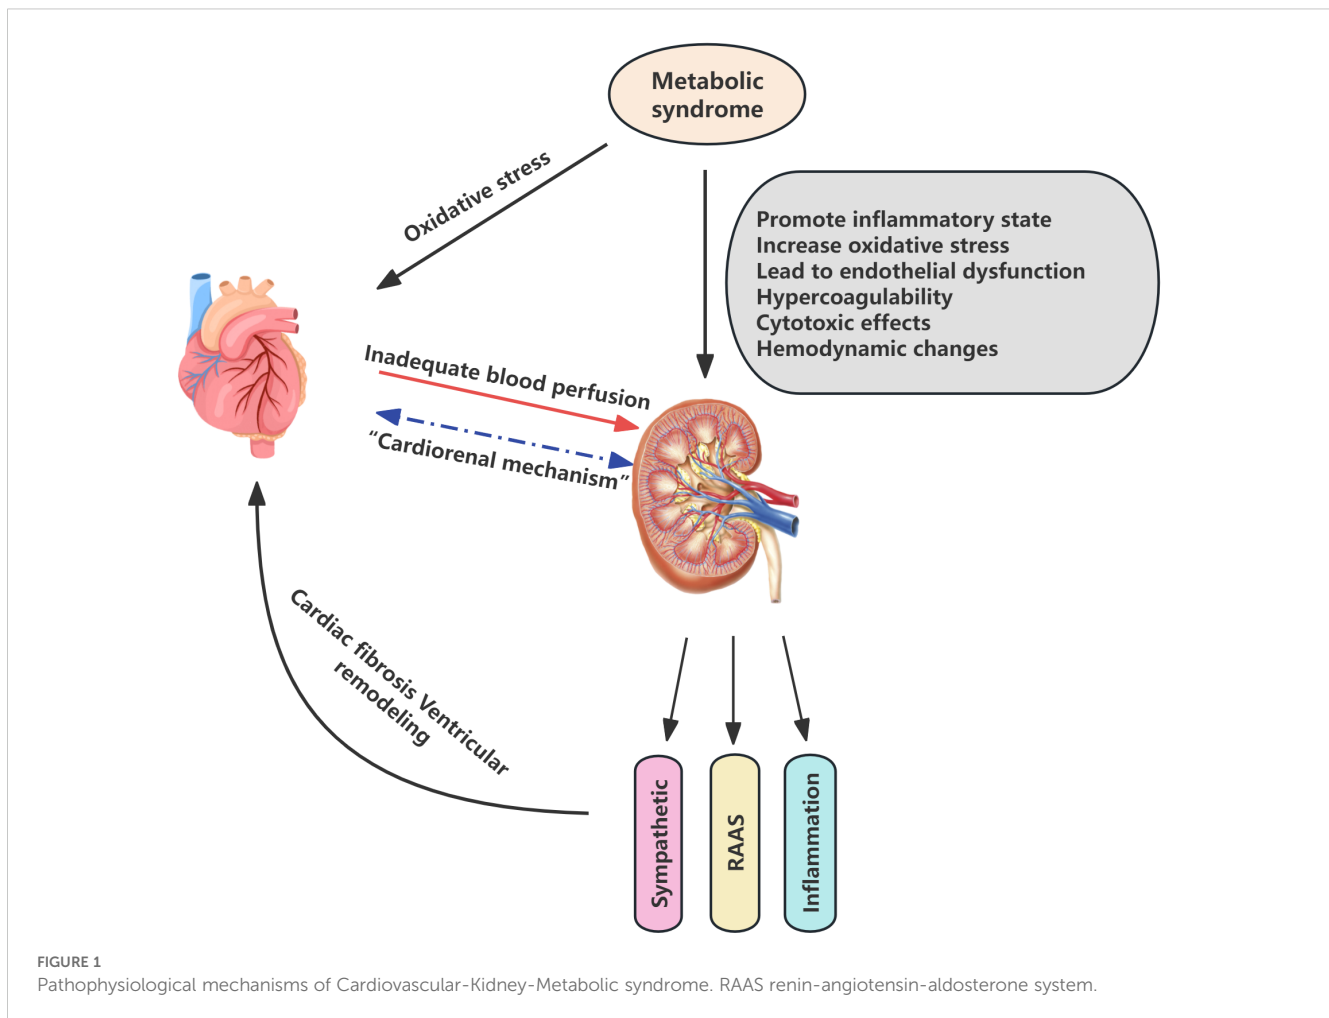 Metabolic
syndrome
Oxidative stress
Promote inflammatory state
Increase oxidative stress
Lead to endothelial dysfunction
Hypercoagulability
Cytotoxic effects
Hemodynamic changes
Inadequate blood perfusion
“Cardiorenal mechanism”
Cardiac fibrosis Ventricular
remodeling
Sympathetic
RAAS
Inflammation
FIGURE 1
Pathophysiological mechanisms of Cardiovascular-Kidney-Metabolic syndrome. RAAS renin-angiotensin-aldosterone system.